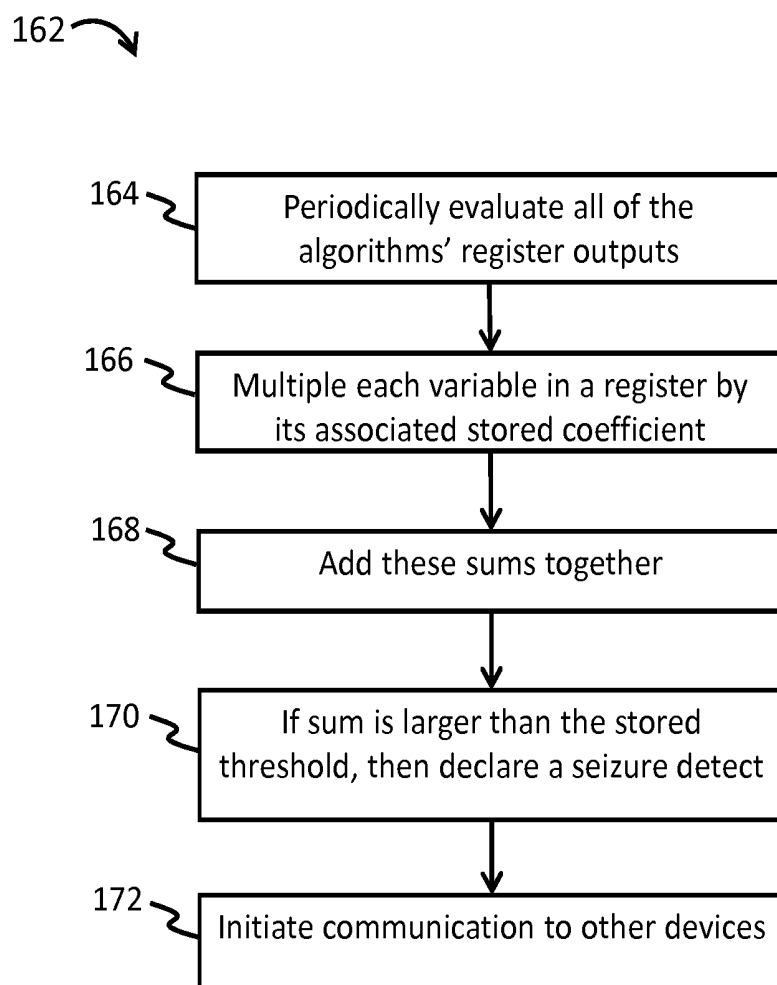 162
164
Periodically evaluate all of the
algorithms’ register outputs
166
Multiple each variable in a register by
its associated stored coefficient
168
Add these sums together
170
If sum is larger than the stored
threshold, then declare a seizure detect
172
Initiate communication to other devices